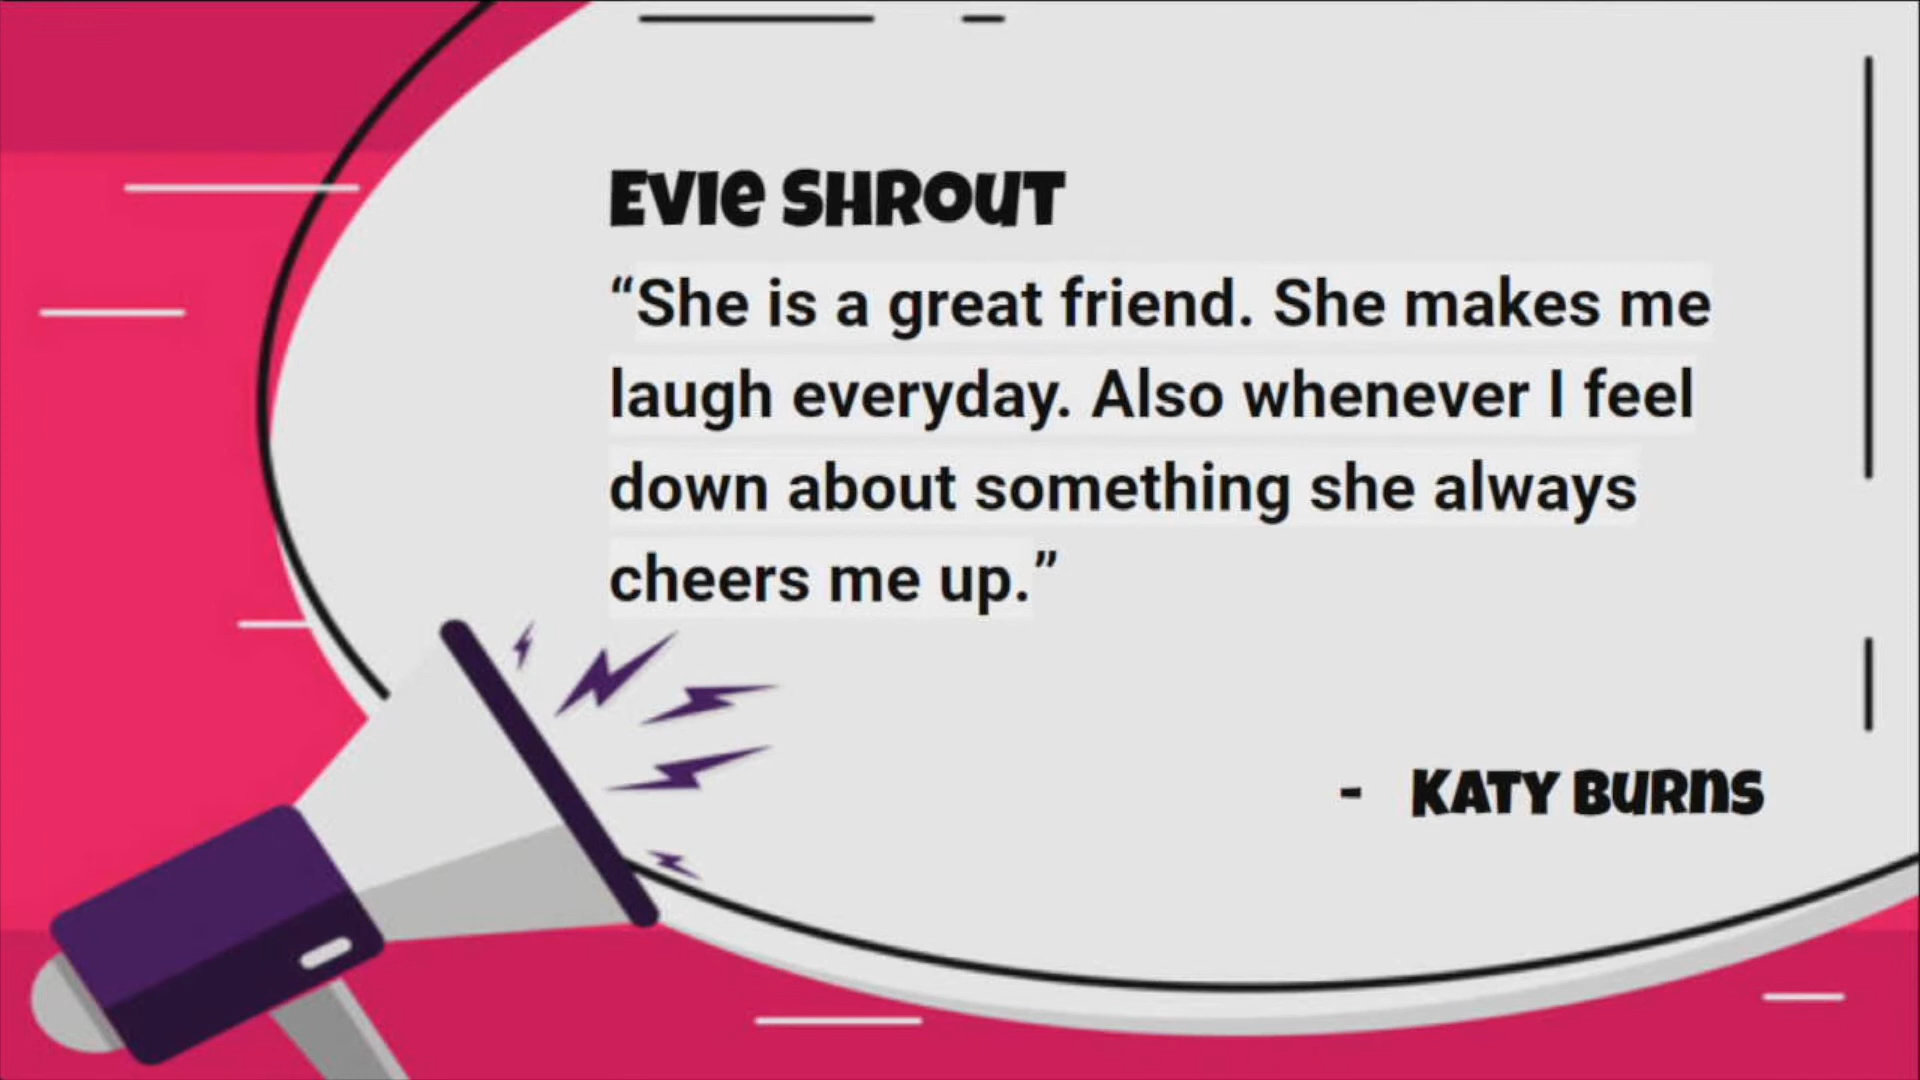 Evie Shrout
“She is a great friend. She makes me
laugh everyday. Also whenever I feel
down about something she always
cheers me up.”
- Katy Burns